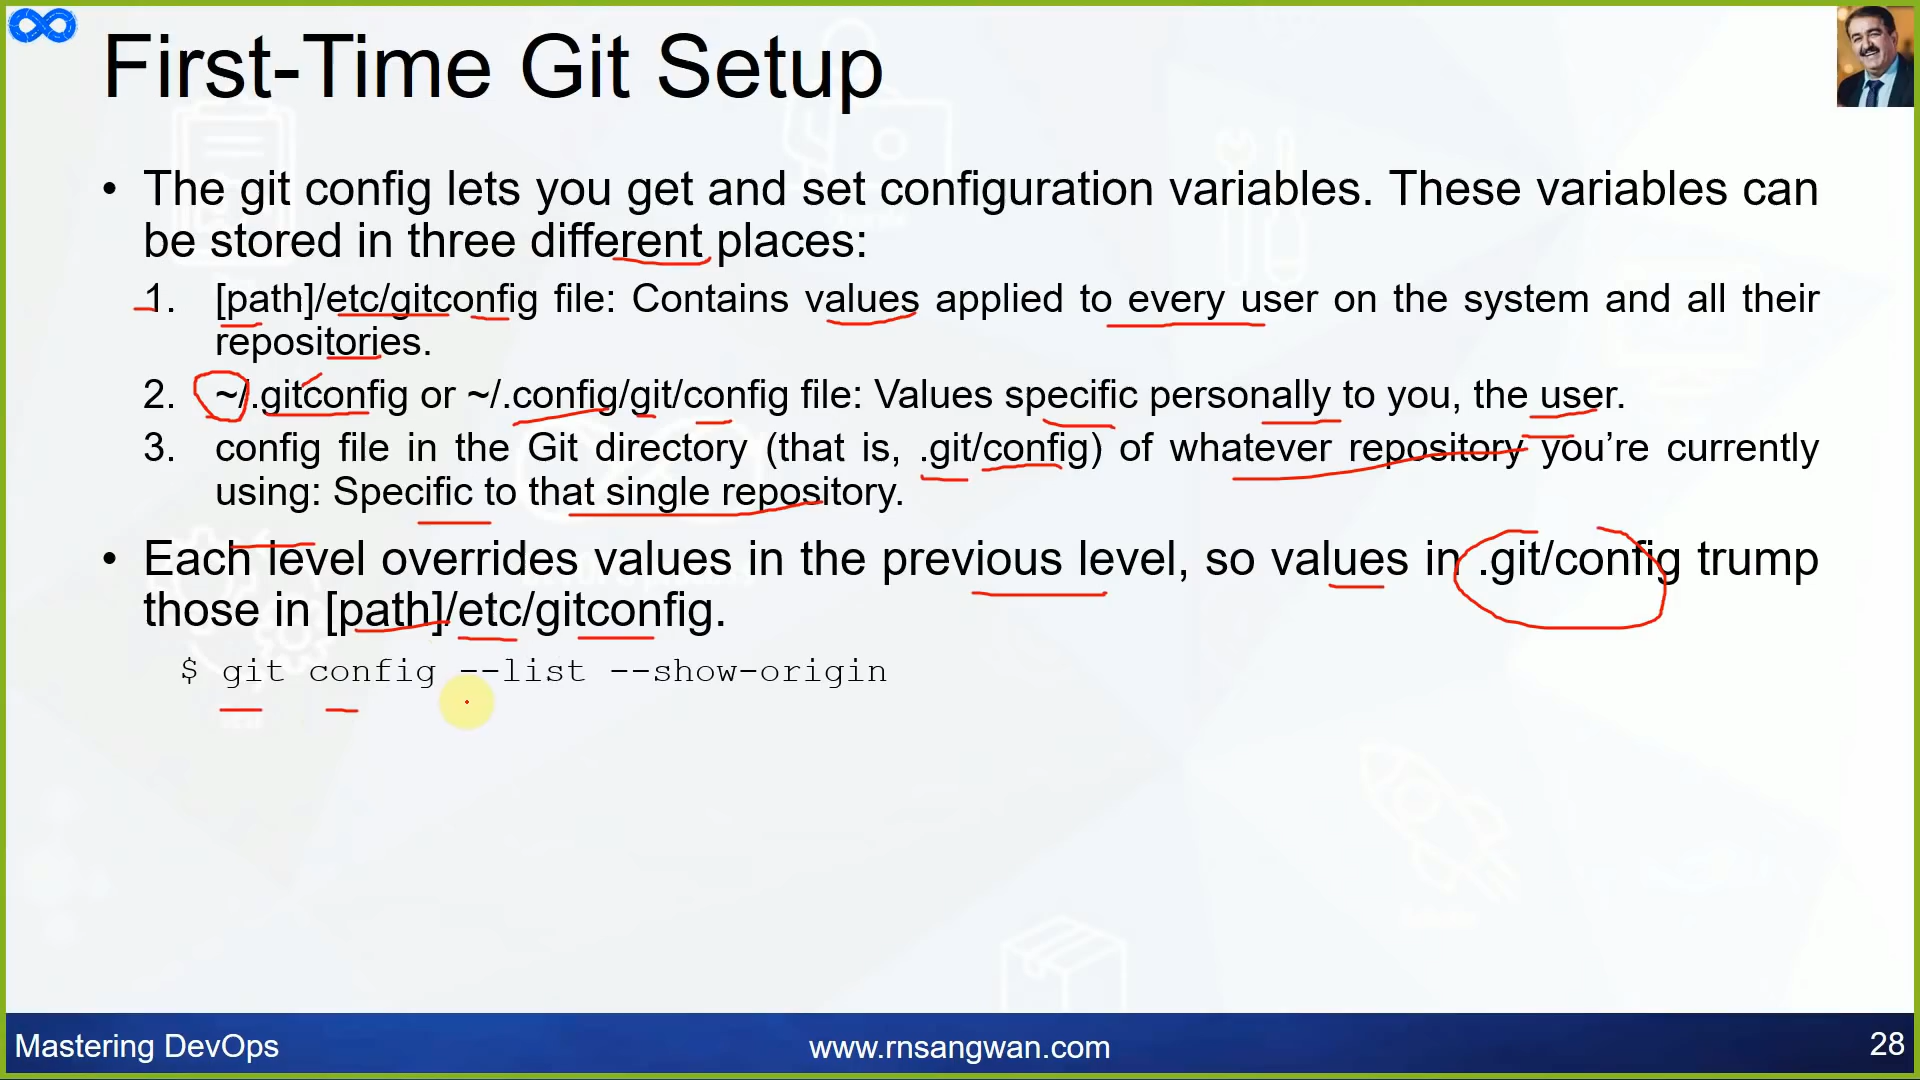 First-Time Git Setup
• The git config lets you get and set configuration variables. These variables can
be stored in three different places:
1. [path]/etc/gitconfig file: Contains values applied to every user on the system and all their
repositories.
2. ~/.gitconfig or ~/.config/git/config file: Values specific personally to you, the user.
3. config file in the Git directory (that is, .git/config) of whatever repository you’re currently
using: Specific to that single repository.
• Each level overrides values in the previous level, so values in .git/config trump
those in [path]/etc/gitconfig.
$ git config --list --show-origin
Mastering DevOps
www.rnsangwan.com
28